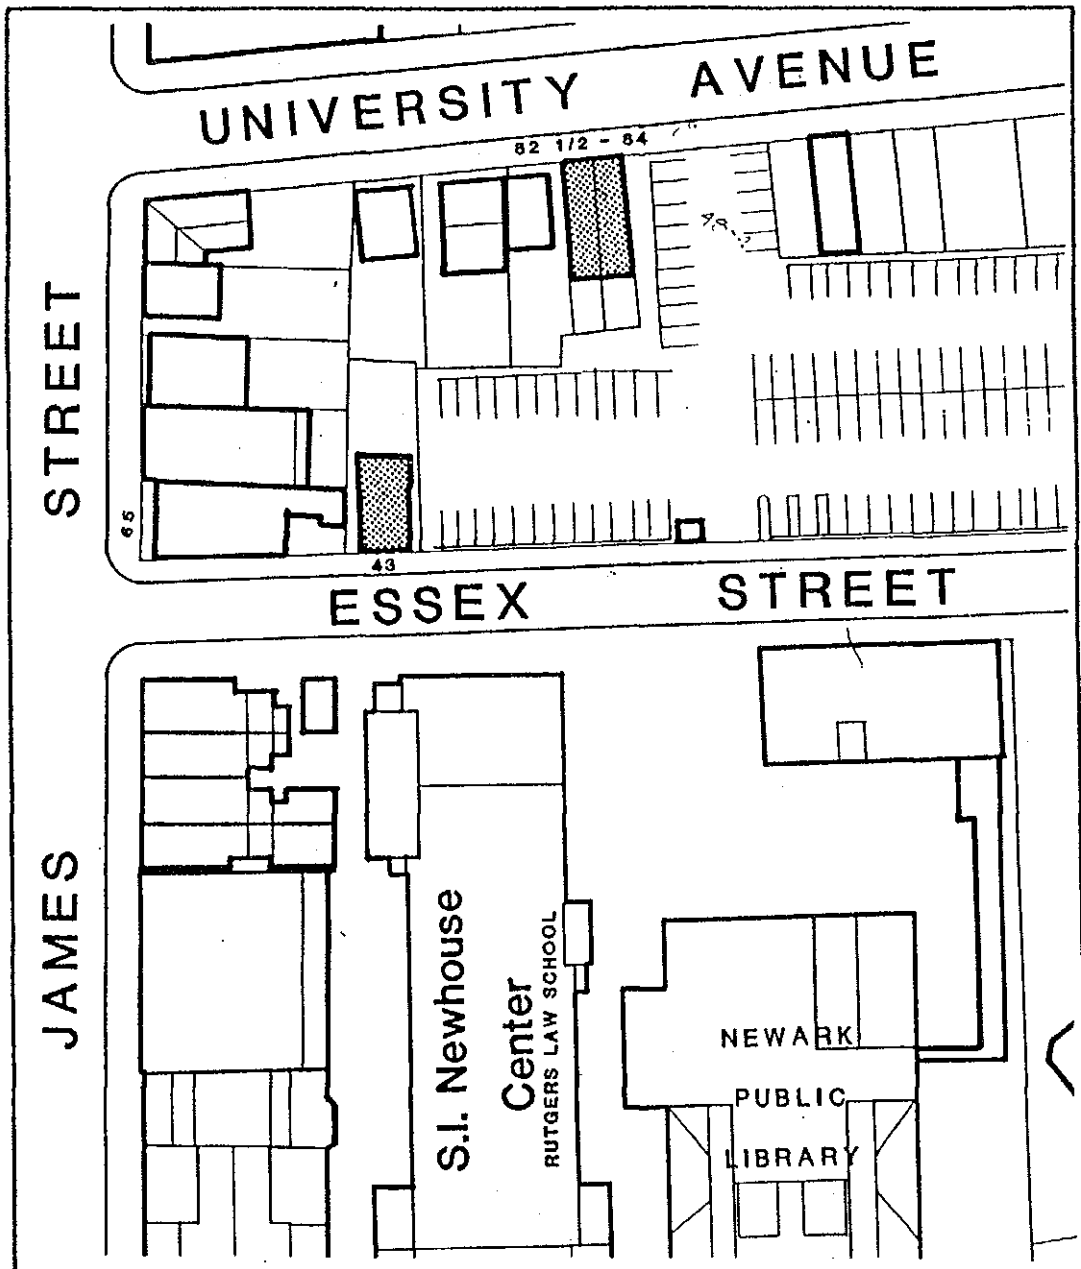 UNIVERSITY AVENUE
82 1/2 - 84
STREET
65
43
ESSEX STREET
JAMES
S.I. Newhouse
Center
RUTGERS LAW SCHOOL
NEWARK
PUBLIC
LIBRARY